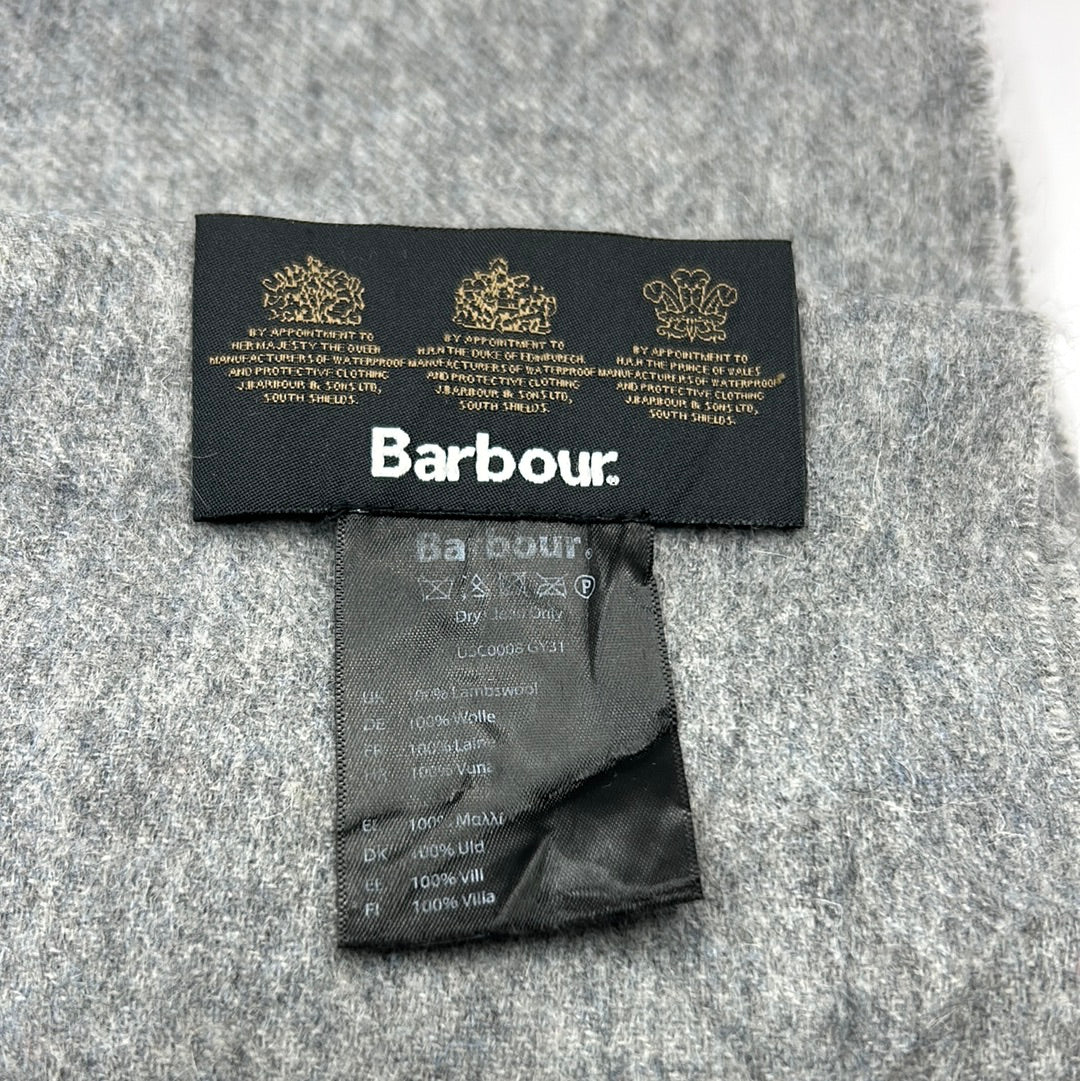 BY APPOINTMENT TO
HER MAJESTY THE QUEEN
MANUFACTURERS OF WATERPROOF
AND PROTECTIVE CLOTHING
J.BARBOUR & SONS LTD,
SOUTH SHIELDS.
BY APPOINTMENT TO
H.R.H THE DUKE OF EDINBURGH.
MANUFACTURERS OF WATERPROOF
AND PROTECTIVE CLOTHING
J.BARBOUR & SONS LTD,
SOUTH SHIELDS.
BY APPOINTMENT TO
H.R.H THE PRINCE OF WALES
MANUFACTURERS OF WATERPROOF
AND PROTECTIVE CLOTHING
J.BARBOUR & SONS LTD,
SOUTH SHIELDS.
Barbour®
Barbour.
P
Dry Clean Only
GY31
UK 100% Lambswool
DE 100% Wolle
FR 100% Laine
100% Vuna
EL 100% Μαλλί
DK 100% Uld
EE 100% Vill
FI 100% Villa